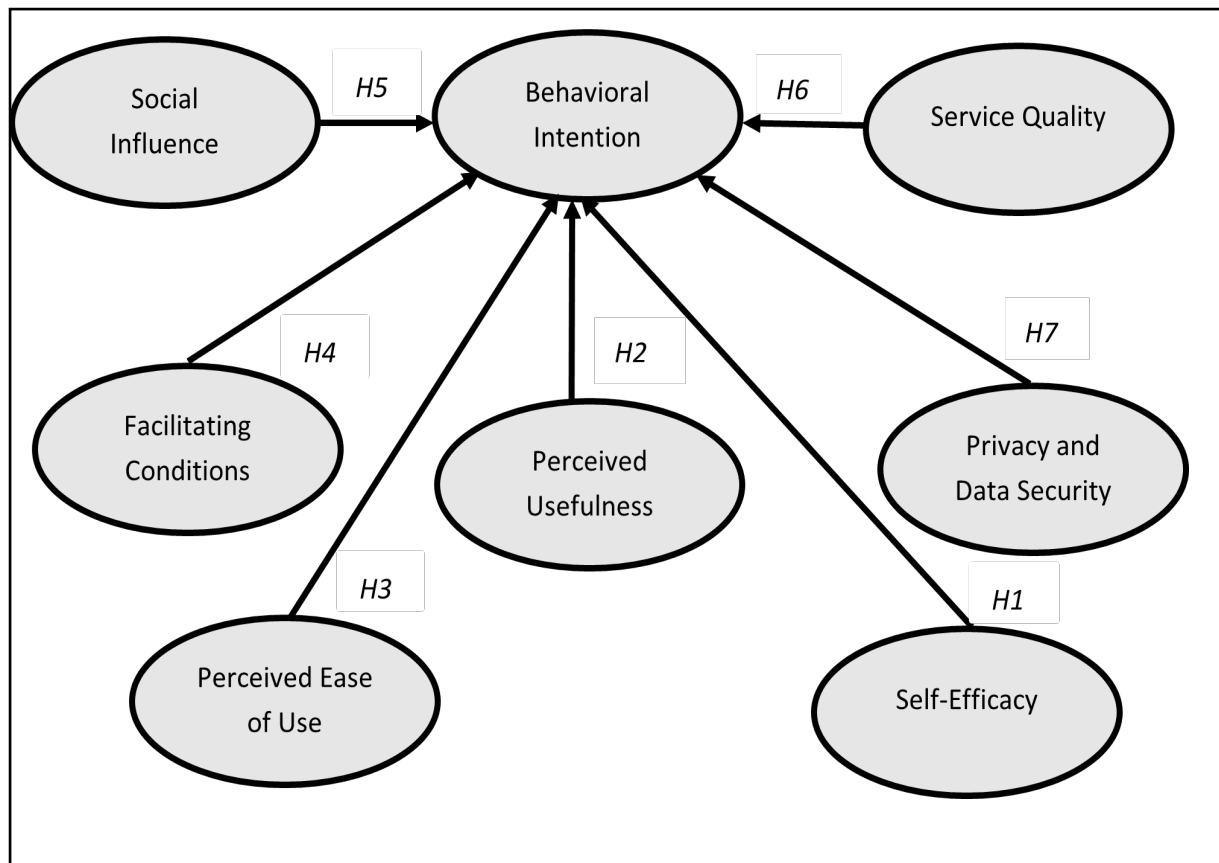 Social
Influence
H5
Behavioral
Intention
H6
Service Quality
H4
H2
H7
Facilitating
Conditions
Perceived
Usefulness
Privacy and
Data Security
H3
H1
Perceived Ease
of Use
Self-Efficacy